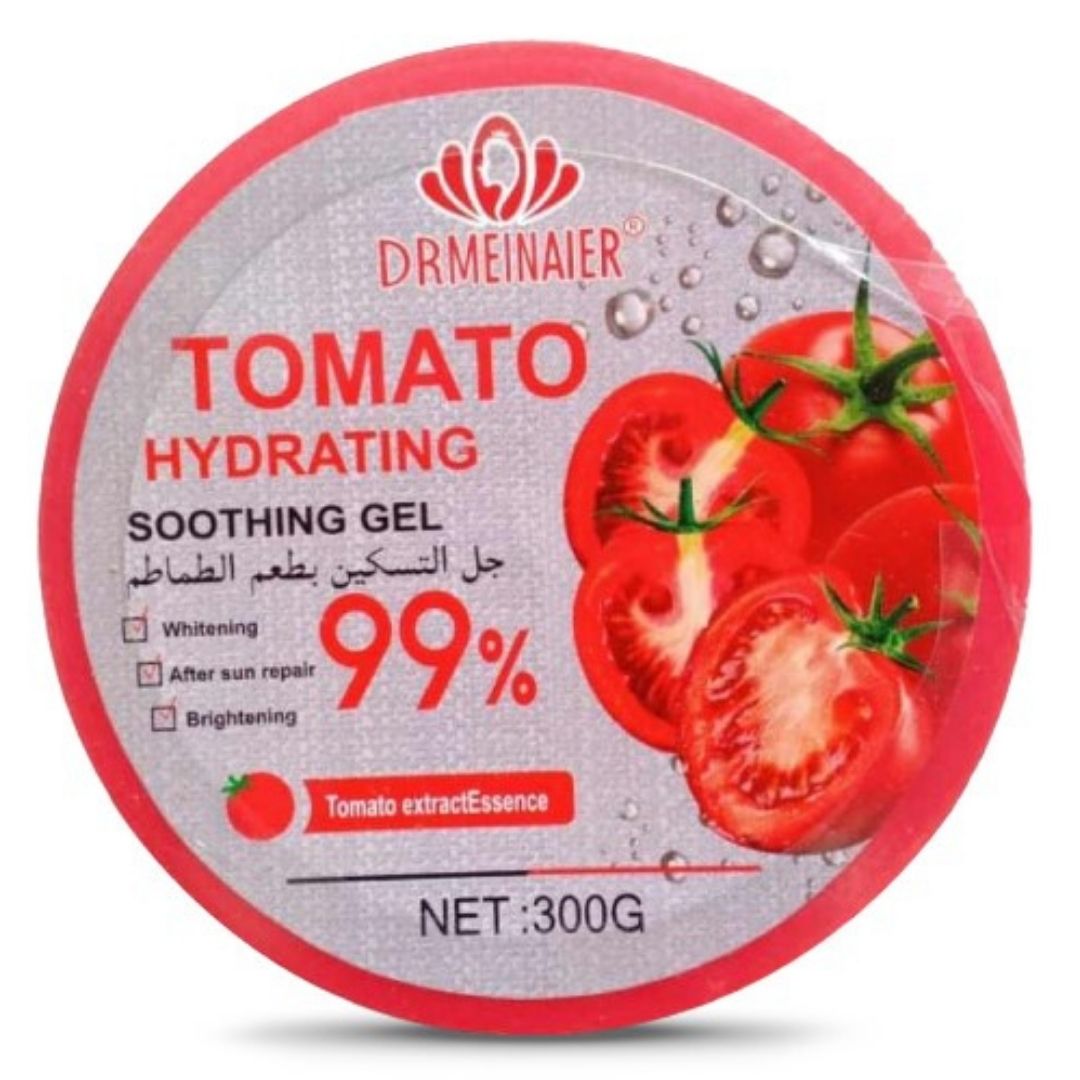 DRMEINAIER®
TOMATO
HYDRATING
SOOTHING GEL
جل التسكين بطعم الطماطم
Whitening
After sun repair
Brightening
99%
Tomato extractEssence
NET :300G